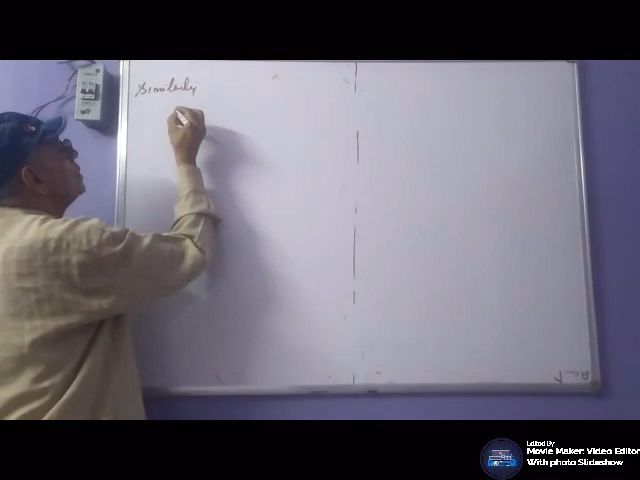 Similarly
Edited By
Movie Maker: Video Editor
With photo Slideshow